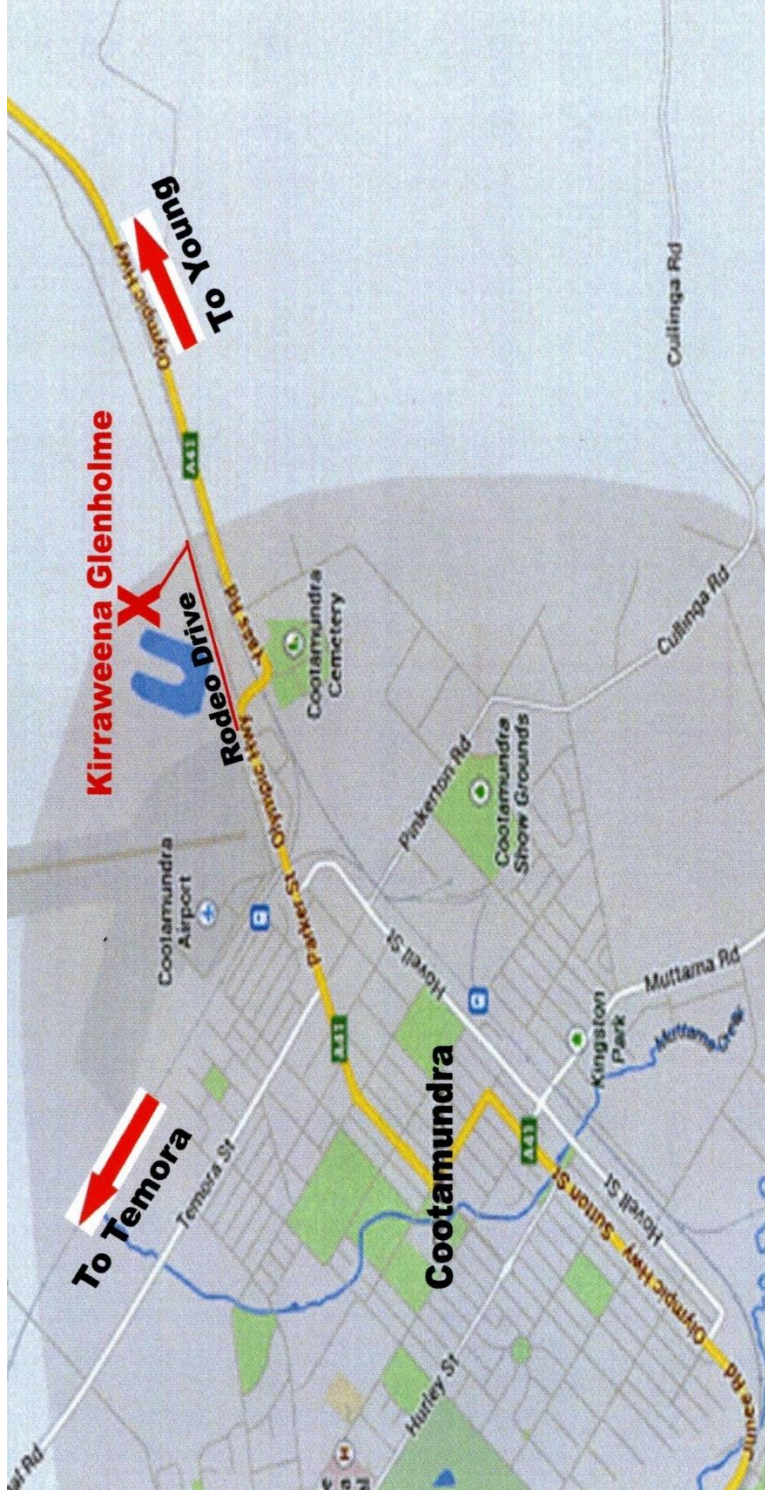 al Rd
Kirraweena Glenholme
X
To Temora
To Young
Olympic Hwy
Cootamundra
Airport
A41
Rodeo Drive
Temora St
Yass Rd
Olympic Hwy
Parker St
Cootamundra
Cemetery
A41
H
Hurley St
Pinkerton Rd
Cootamundra
Hovell St
Cootamundra
Show Grounds
A41
Sutton St
Olympic Hwy
Kingston
Park
Hovell St
Muttama Rd
Muttama
Cullinga Rd
Cullinga Rd
Junee Rd